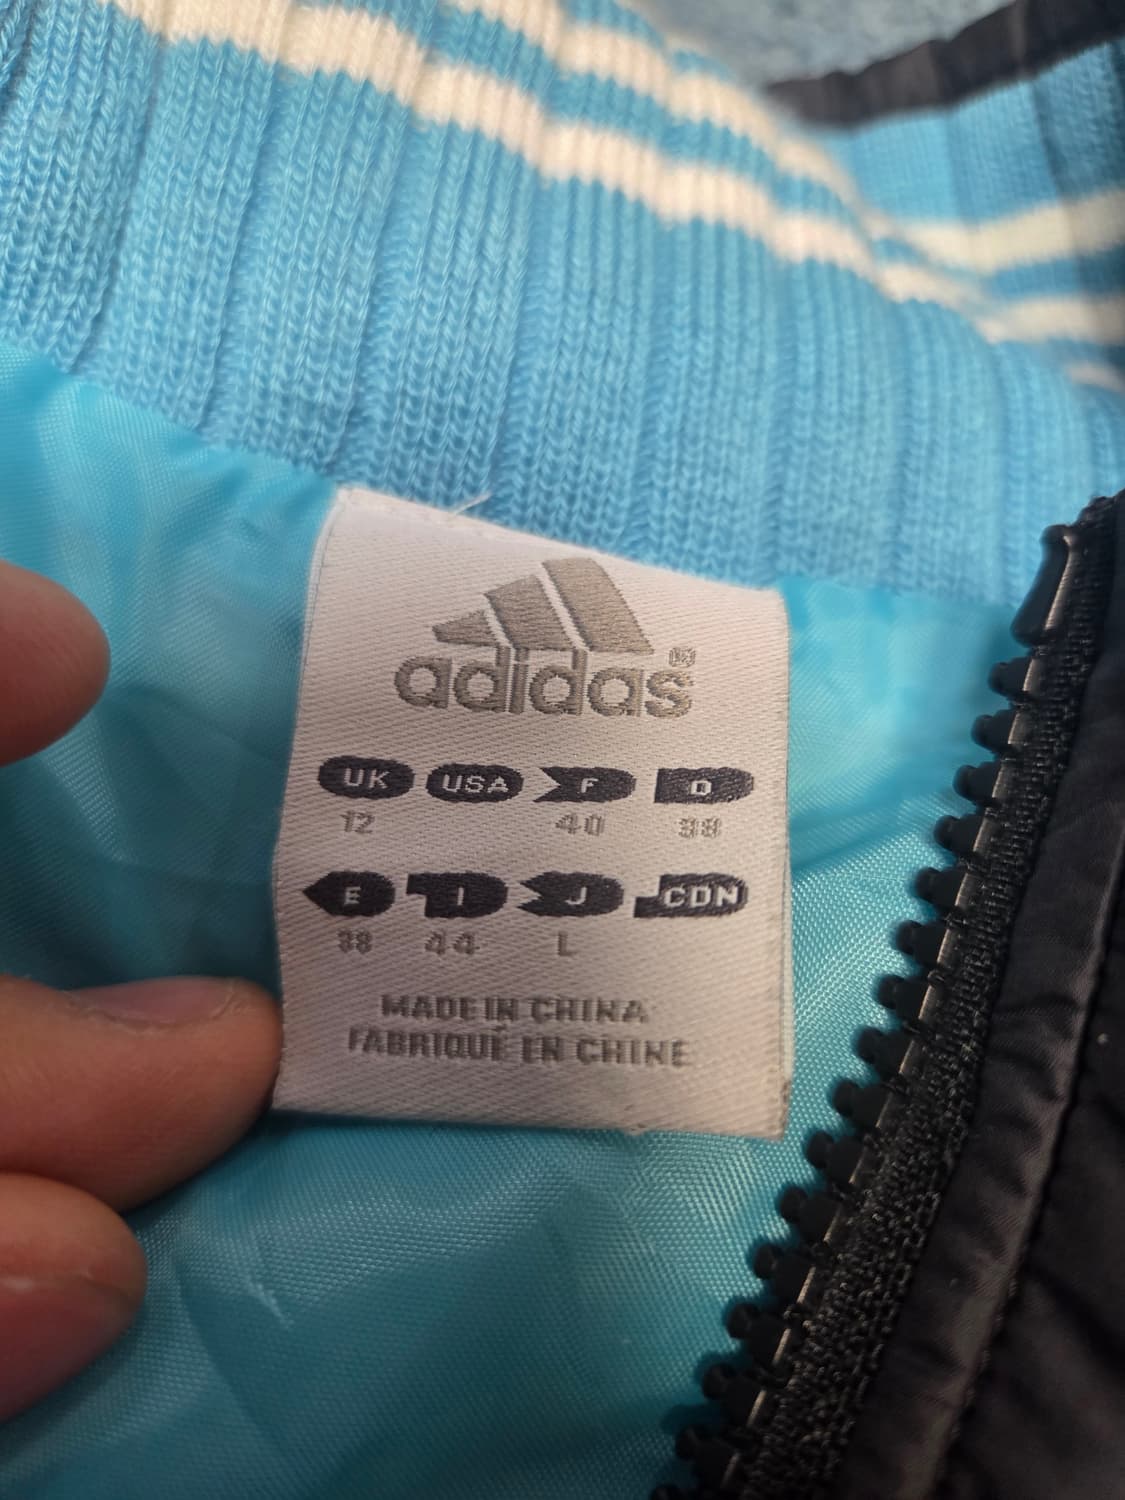 adidas®
UK USA F D
12 40 38
E I J CDN
38 44 L
MADE IN CHINA
FABRIQUÉ EN CHINE